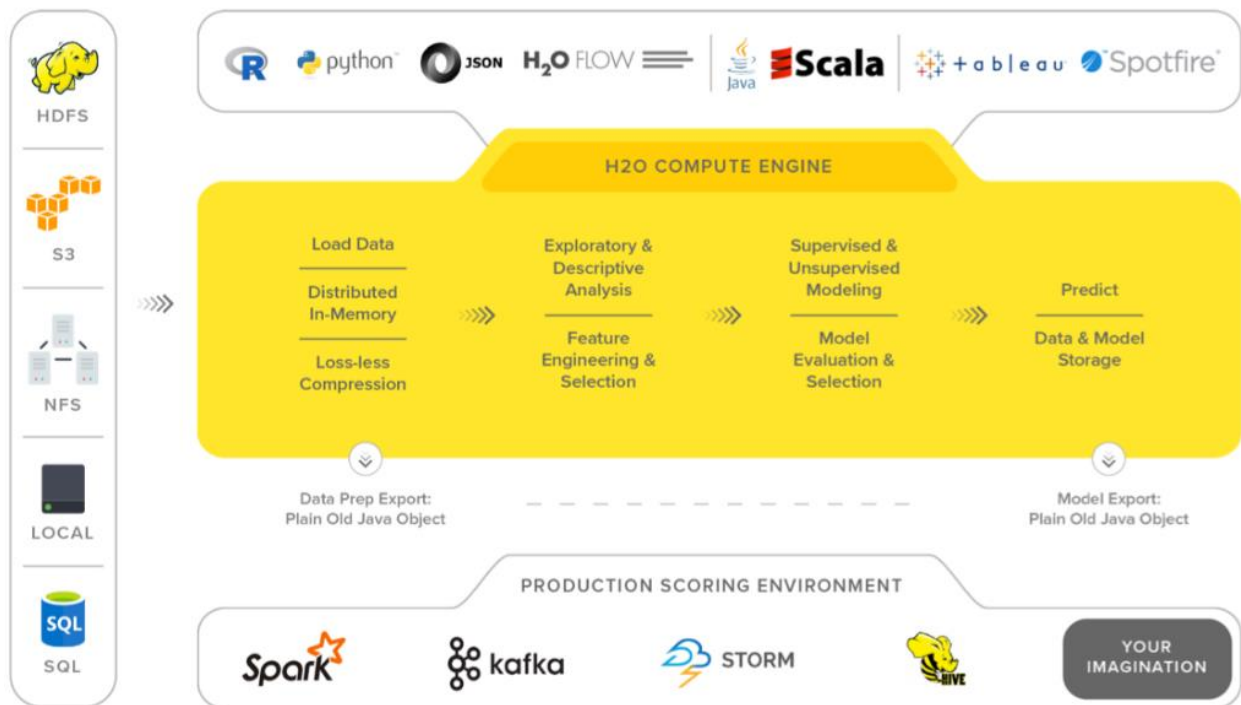 HDFS
S3
NFS
LOCAL
SQL
SQL
R
python™
JSON
H2O FLOW
Java
Scala
+ a b l e a u
Spotfire®
H2O COMPUTE ENGINE
Load Data
Distributed
In-Memory
Loss-less
Compression
Exploratory &
Descriptive
Analysis
Feature
Engineering &
Selection
Supervised &
Unsupervised
Modeling
Model
Evaluation &
Selection
Predict
Data & Model
Storage
Data Prep Export:
Plain Old Java Object
Model Export:
Plain Old Java Object
PRODUCTION SCORING ENVIRONMENT
Spark
kafka
STORM
HIVE
YOUR
IMAGINATION